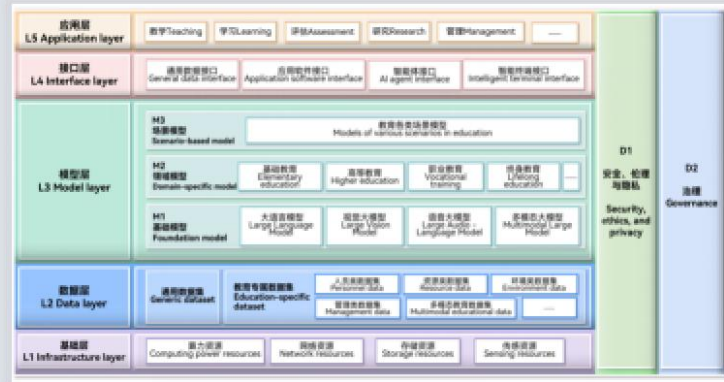 应用层
L5 Application layer
教学Teaching
学习Learning
评估Assessment
研究Research
管理Management
……
接口层
L4 Interface layer
通用数据接口
General data interface
应用软件接口
Application software interface
智能体接口
AI agent interface
智能终端接口
Intelligent terminal interface
模型层
L3 Model layer
M3
场景模型
Scenario-based model
教育各类场景模型
Models of various scenarios in education
M2
领域模型
Domain-specific model
基础教育
Elementary
education
高等教育
Higher education
职业教育
Vocational
training
终身教育
Lifelong
education
……
M1
基础模型
Foundation model
大语言模型
Large Language
Model
视觉大模型
Large Vision
Model
语音大模型
Large Audio -
Language Model
多模态大模型
Multimodal Large
Model
数据层
L2 Data layer
通用数据集
Generic dataset
教育专属数据集
Education-specific
dataset
人员类数据集
Personnel data
资源类数据集
Resource data
环境类数据集
Environment data
管理类数据集
Management data
多模态教育数据集
Multimodal educational data
……
基础层
L1 Infrastructure layer
算力资源
Computing power resources
网络资源
Network resources
存储资源
Storage resources
传感资源
Sensing resources
D1
安全、伦理
与隐私
Security,
ethics, and
privacy
D2
治理
Governance